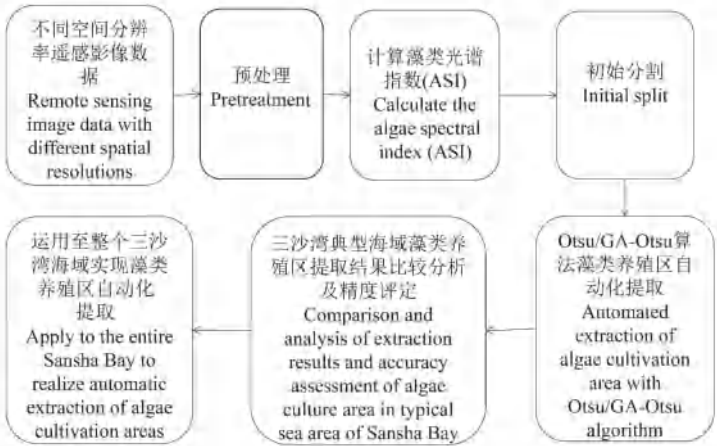 不同空间分辨
率遥感影像数
据
Remote sensing
image data with
different spatial
resolutions
预处理
Pretreatment
计算藻类光谱
指数(ASI)
Calculate the
algae spectral
index (ASI)
初始分割
Initial split
Otsu/GA-Otsu算
法藻类养殖区自
动化提取
Automated
extraction of
algae cultivation
area with
Otsu/GA-Otsu
algorithm
三沙湾典型海域藻类养
殖区提取结果比较分析
及精度评定
Comparison and
analysis of extraction
results and accuracy
assessment of algae
culture area in typical
sea area of Sansha Bay
运用至整个三沙
湾海域实现藻类
养殖区自动化
提取
Apply to the entire
Sansha Bay to
realize automatic
extraction of algae
cultivation areas